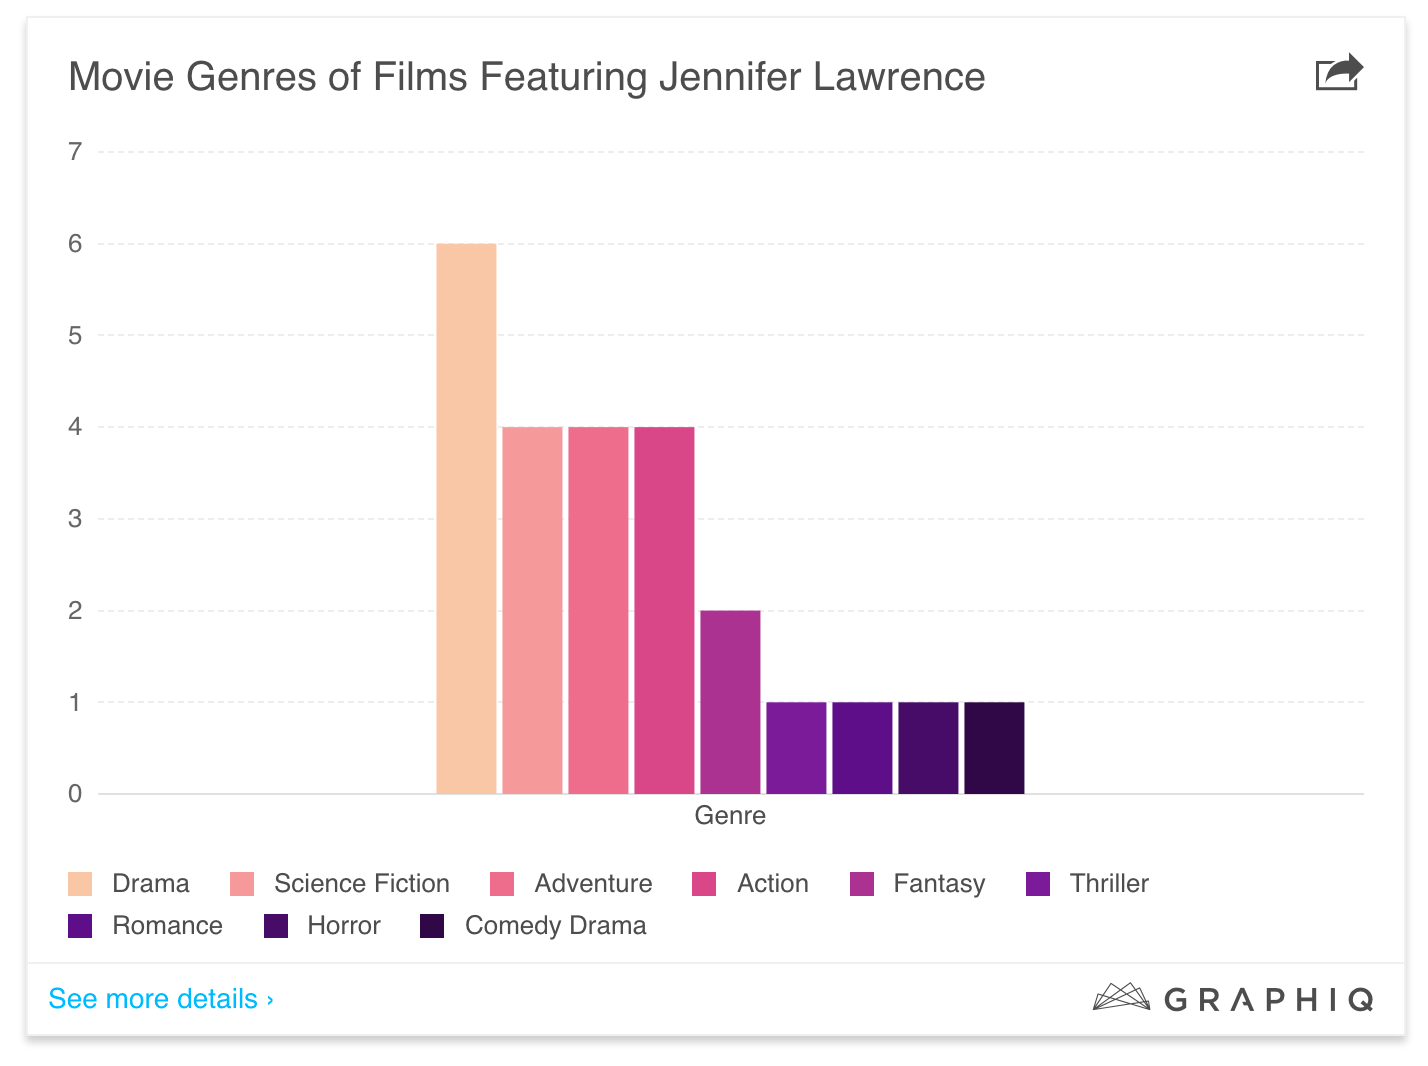 Movie Genres of Films Featuring Jennifer Lawrence
7
6
5
4
3
2
1
0
Genre
Drama Science Fiction Adventure Action Fantasy Thriller
Romance Horror Comedy Drama
See more details ›
GRAPHIQ